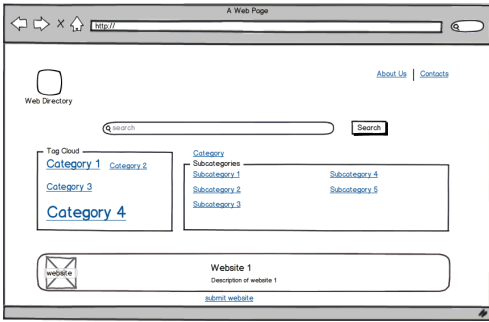 A Web Page
http://
About Us Contacts
Web Directory
search
Search
Tag Cloud
Category 1 Category 2
Category 3
Category 4
Category
Subcategories
Subcategory 1 Subcategory 4
Subcategory 2 Subcategory 5
Subcategory 3
website
Website 1
Description of website 1
submit website